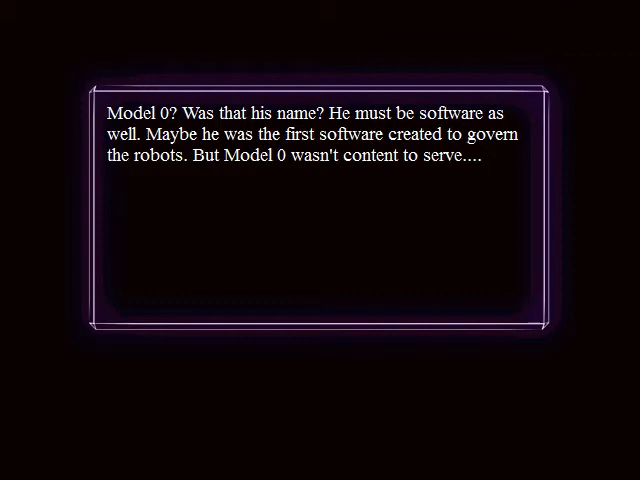 Model 0? Was that his name? He must be software as
well. Maybe he was the first software created to govern
the robots. But Model 0 wasn't content to serve....